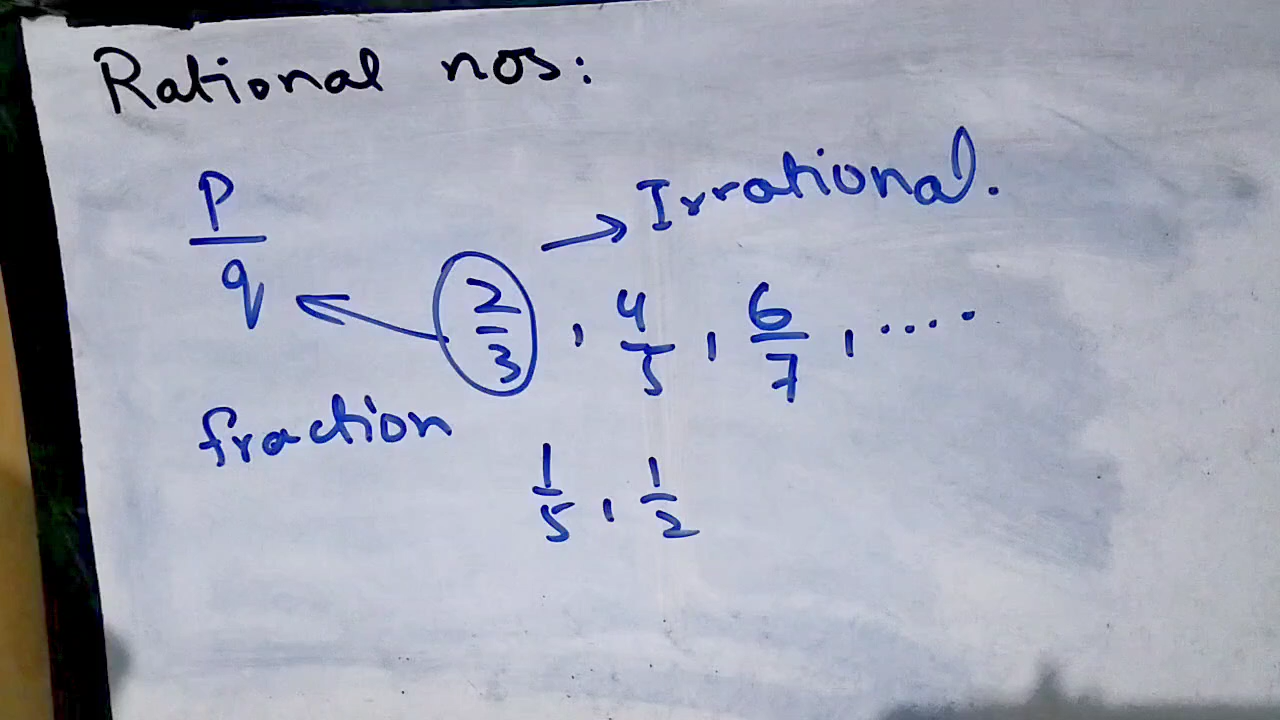 Rational nos:
p/q
→ Irrational.
← 2/3 , 4/5 , 6/7 , ....
fraction
1/5 , 1/2